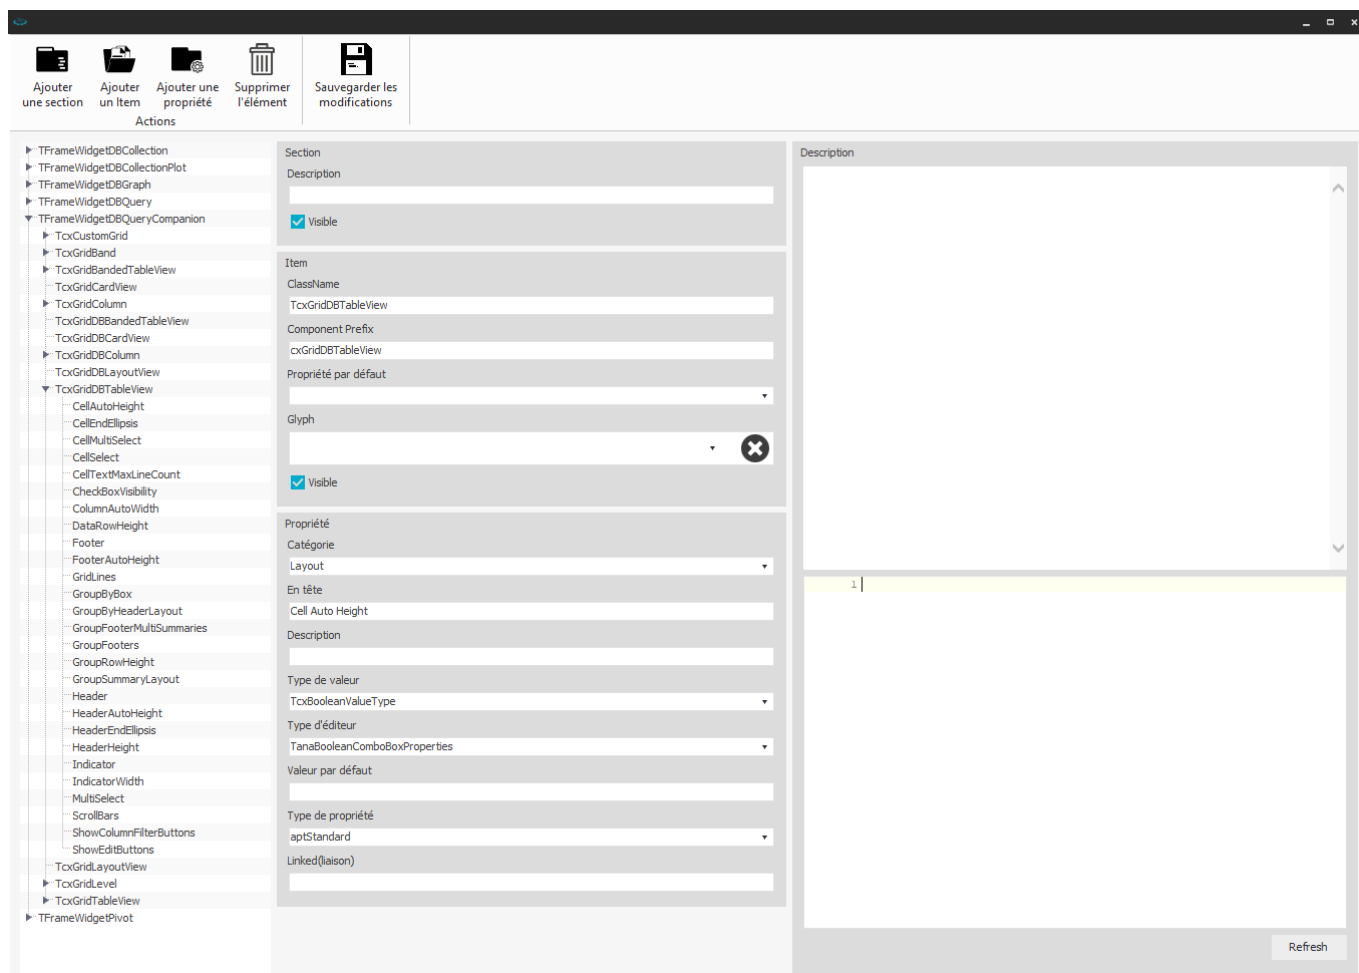 Ajouter
une section
Ajouter
un Item
Ajouter une
propriété
Supprimer
l'élément
Sauvegarder les
modifications
Actions
TFrameWidgetDBCollection
TFrameWidgetDBCollectionPlot
TFrameWidgetDBGraph
TFrameWidgetDBQuery
TFrameWidgetDBQueryCompanion
TcxCustomGrid
TcxGridBand
TcxGridBandedTableView
TcxGridCardView
TcxGridColumn
TcxGridDBBandedTableView
TcxGridDBCardView
TcxGridDBColumn
TcxGridDBLayoutView
TcxGridDBTableView
CellAutoHeight
CellEndEllipsis
CellMultiSelect
CellSelect
CellTextMaxLineCount
CheckBoxVisibility
ColumnAutoWidth
DataRowHeight
Footer
FooterAutoHeight
GridLines
GroupByBox
GroupByHeaderLayout
GroupFooterMultiSummaries
GroupFooters
GroupRowHeight
GroupSummaryLayout
Header
HeaderAutoHeight
HeaderEndEllipsis
HeaderHeight
Indicator
IndicatorWidth
MultiSelect
ScrollBars
ShowColumnFilterButtons
ShowEditButtons
TcxGridLayoutView
TcxGridLevel
TcxGridTableView
TFrameWidgetPivot
Section
Description
Visible
Item
ClassName
TcxGridDBTableView
Component Prefix
cxGridDBTableView
Propriété par défaut
Glyph
Visible
Propriété
Catégorie
Layout
En tête
Cell Auto Height
Description
Type de valeur
TcxBooleanValueType
Type d'éditeur
TanaBooleanComboBoxProperties
Valeur par défaut
Type de propriété
aptStandard
Linked(liaison)
Description
1
Refresh